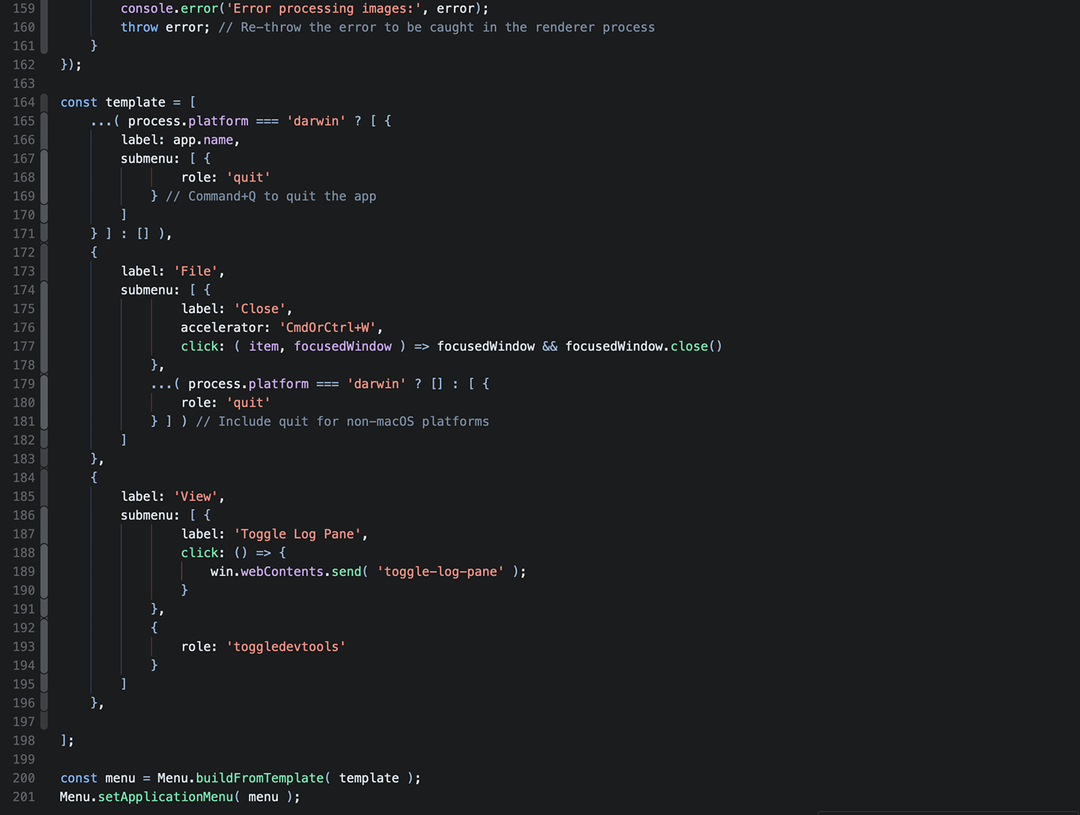 159 console.error('Error processing images:', error);
160 throw error; // Re-throw the error to be caught in the renderer process
161 }
162 });
163
164 const template = [
165 ...( process.platform === 'darwin' ? [ {
166 label: app.name,
167 submenu: [ {
168 role: 'quit'
169 } // Command+Q to quit the app
170 ]
171 } ] : [] ),
172 {
173 label: 'File',
174 submenu: [ {
175 label: 'Close',
176 accelerator: 'CmdOrCtrl+W',
177 click: ( item, focusedWindow ) => focusedWindow && focusedWindow.close()
178 },
179 ...( process.platform === 'darwin' ? [] : [ {
180 role: 'quit'
181 } ] ) // Include quit for non-macOS platforms
182 ]
183 },
184 {
185 label: 'View',
186 submenu: [ {
187 label: 'Toggle Log Pane',
188 click: () => {
189 win.webContents.send( 'toggle-log-pane' );
190 }
191 },
192 {
193 role: 'toggledevtools'
194 }
195 ]
196 },
197
198 ];
199
200 const menu = Menu.buildFromTemplate( template );
201 Menu.setApplicationMenu( menu );